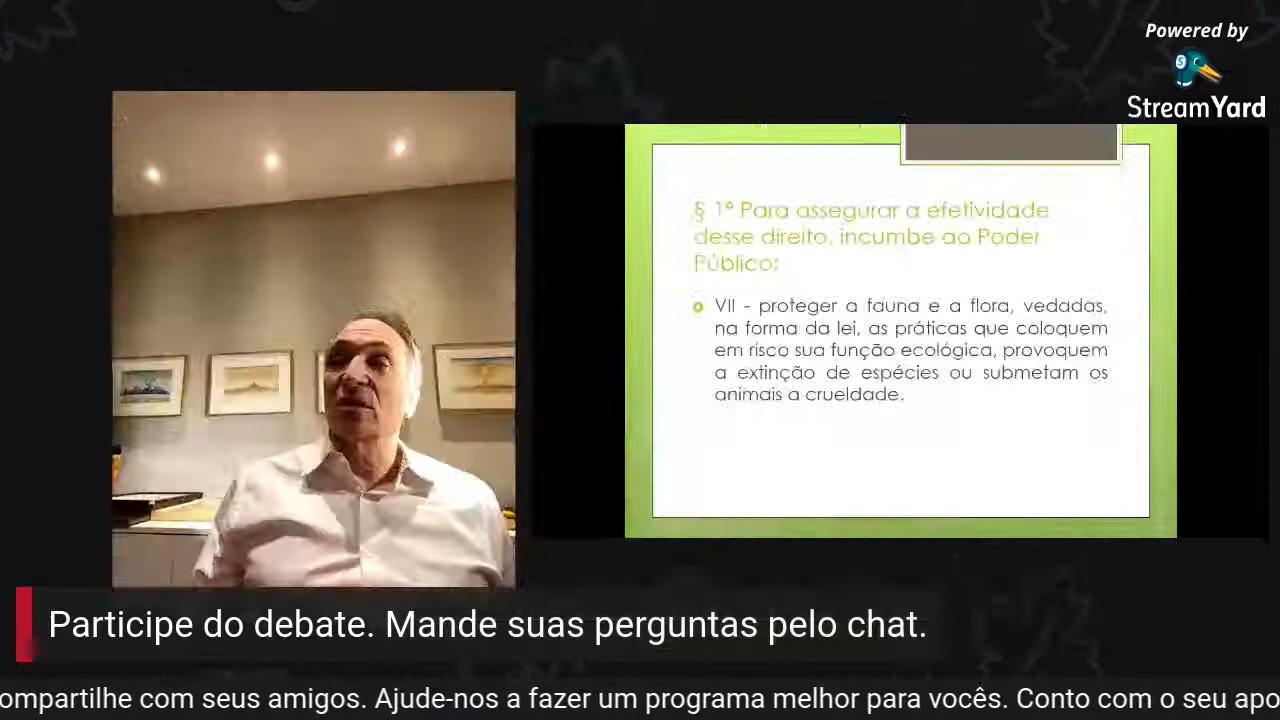 Powered by
StreamYard
§ 1º Para assegurar a efetividade
desse direito, incumbe ao Poder
Público:
VII - proteger a fauna e a flora, vedadas,
na forma da lei, as práticas que coloquem
em risco sua função ecológica, provoquem
a extinção de espécies ou submetam os
animais a crueldade.
Participe do debate. Mande suas perguntas pelo chat.
ompartilhe com seus amigos. Ajude-nos a fazer um programa melhor para vocês. Conto com o seu apo